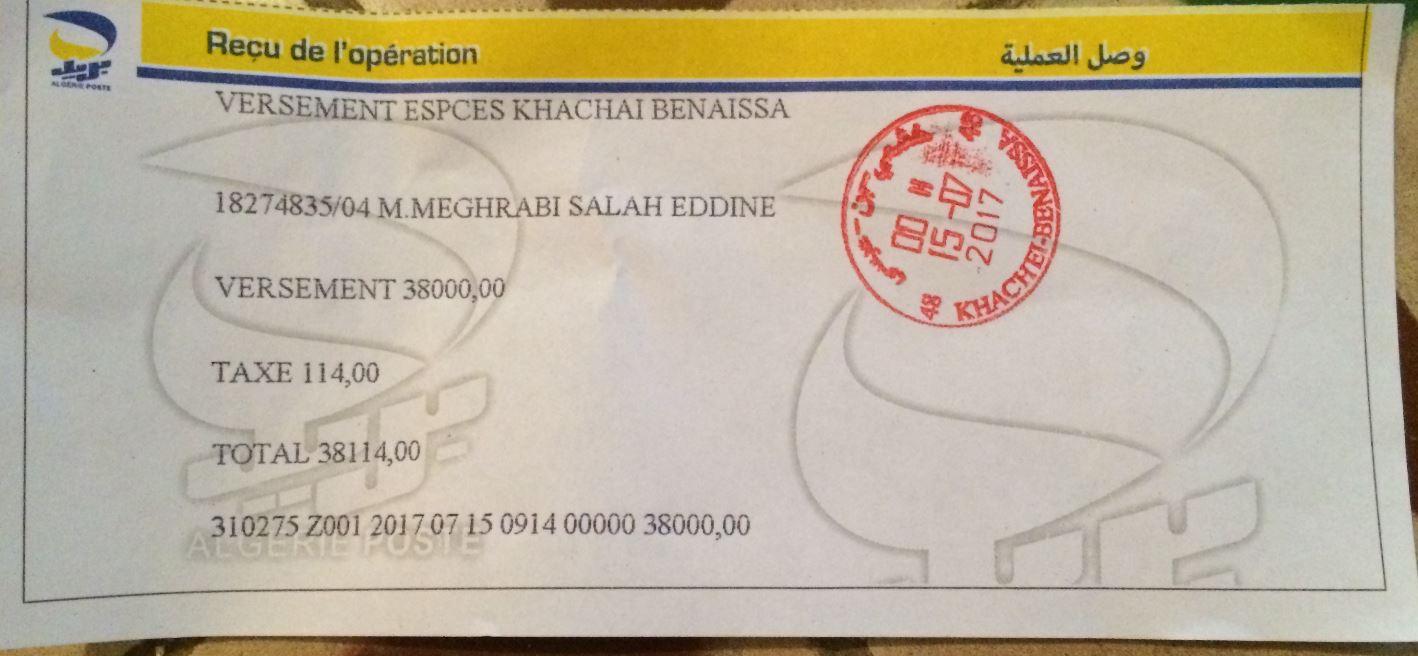 Reçu de l'opération
وصل العملية
بريد
ALGÉRIE POSTE
VERSEMENT ESPCES KHACHAI BENAISSA
18274835/04 M.MEGHRABI SALAH EDDINE
VERSEMENT 38000,00
TAXE 114,00
TOTAL 38114,00
310275 Z001 2017 07 15 0914 00000 38000,00
ALGÉRIE POSTE
48 KHACHEI-BENAISSA 48
15-07
2017